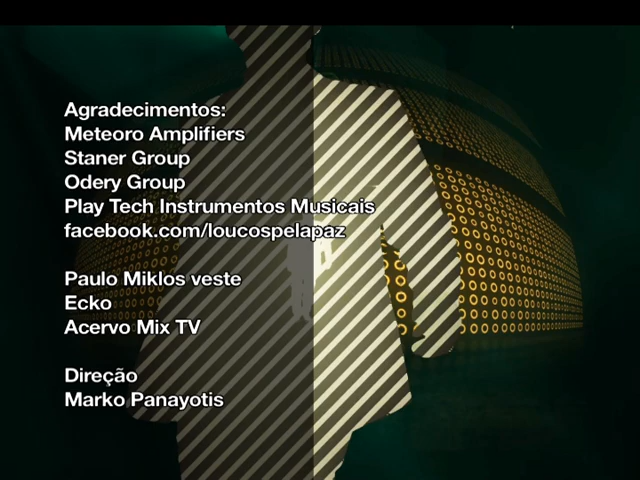 Agradecimentos:
Meteoro Amplifiers
Staner Group
Odery Group
Play Tech Instrumentos Musicais
facebook.com/loucospelapaz
Paulo Miklos veste
Ecko
Acervo Mix TV
Direção
Marko Panayotis